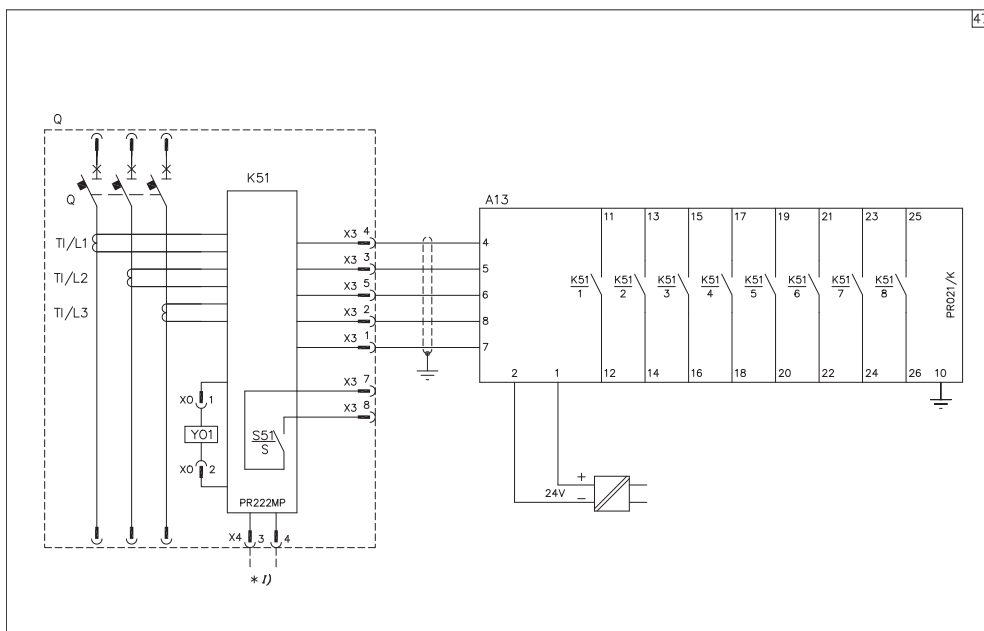 47
Q
Q
TI/L1
TI/L2
TI/L3
K51
X3 4
X3 3
X3 5
X3 2
X3 1
X3 7
X3 8
X0 1
Y01
X0 2
S51
S
PR222MP
X4 3 4
* 1)
A13
4
5
6
8
7
11 13 15 17 19 21 23 25
K51 K51 K51 K51 K51 K51 K51 K51
1 2 3 4 5 6 7 8
PR021/K
2 1 12 14 16 18 20 22 24 26 10
+
24V −